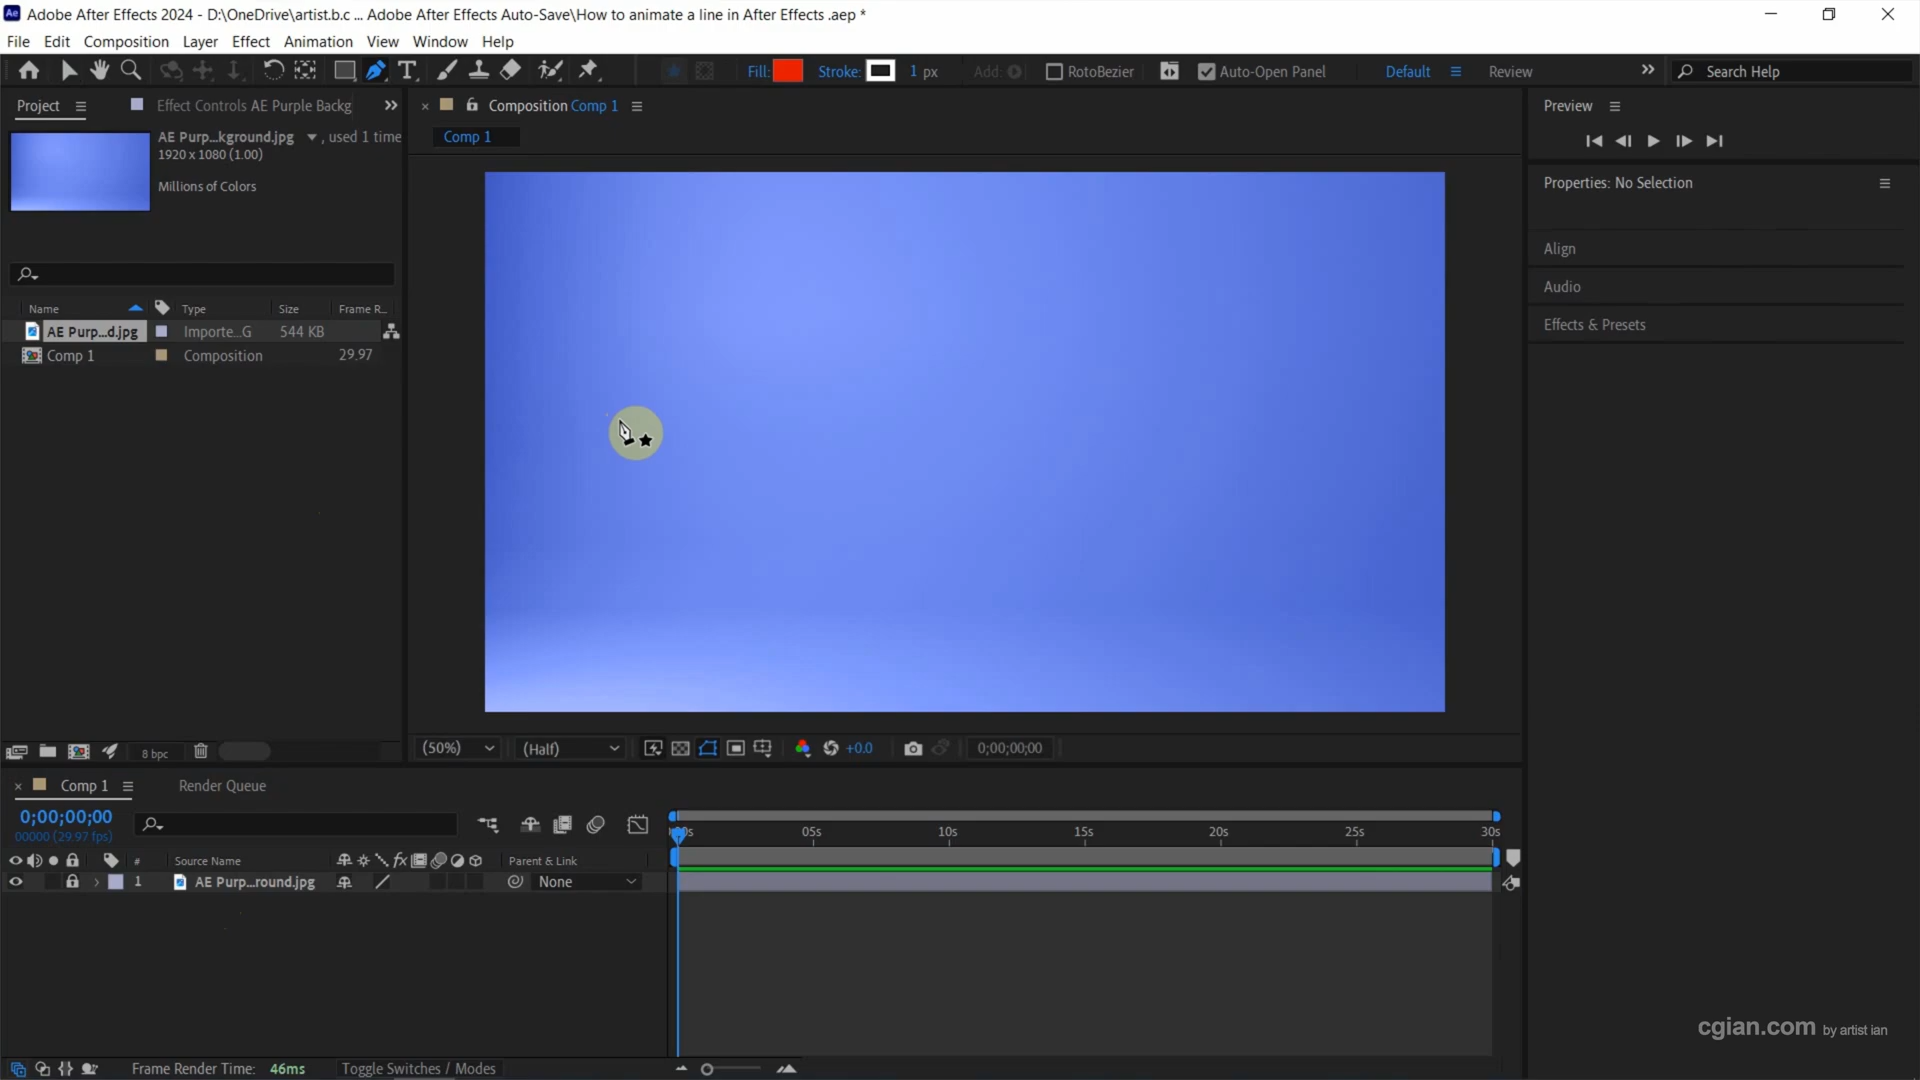 Adobe After Effects 2024 - D:\OneDrive\artist.b.c ... Adobe After Effects Auto-Save\How to animate a line in After Effects .aep *
File Edit Composition Layer Effect Animation View Window Help
Fill: Stroke: 1 px Add: RotoBezier Auto-Open Panel Default Review Search Help
Project Effect Controls AE Purple Backg
AE Purp...kground.jpg , used 1 time
1920 x 1080 (1.00)
Millions of Colors
Name Type Size Frame R...
AE Purp...d.jpg Importe...G 544 KB
Comp 1 Composition 29.97
8 bpc
Composition Comp 1
Comp 1
(50%) (Half) +0.0 0;00;00;00
Preview
Properties: No Selection
Align
Audio
Effects & Presets
Comp 1 Render Queue
0;00;00;00
00000 (29.97 fps)
05s 10s 15s 20s 25s 30s
# Source Name fx Parent & Link
1 AE Purp...round.jpg None
cgian.com by artist ian
Frame Render Time: 46ms Toggle Switches / Modes